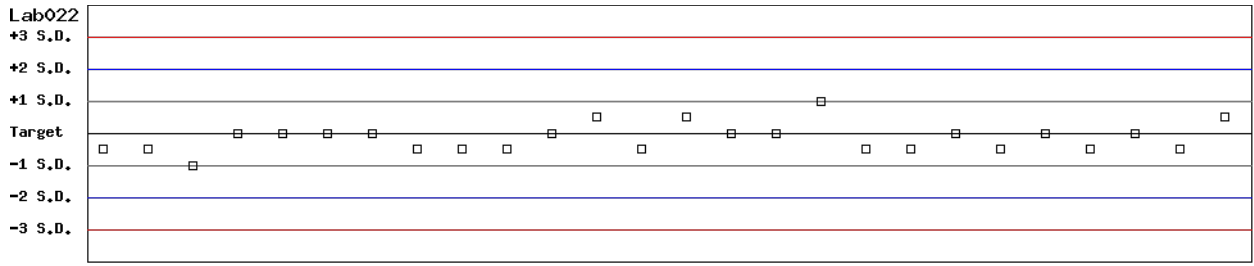 Lab022
+3 S.D.
+2 S.D.
+1 S.D.
Target
-1 S.D.
-2 S.D.
-3 S.D.